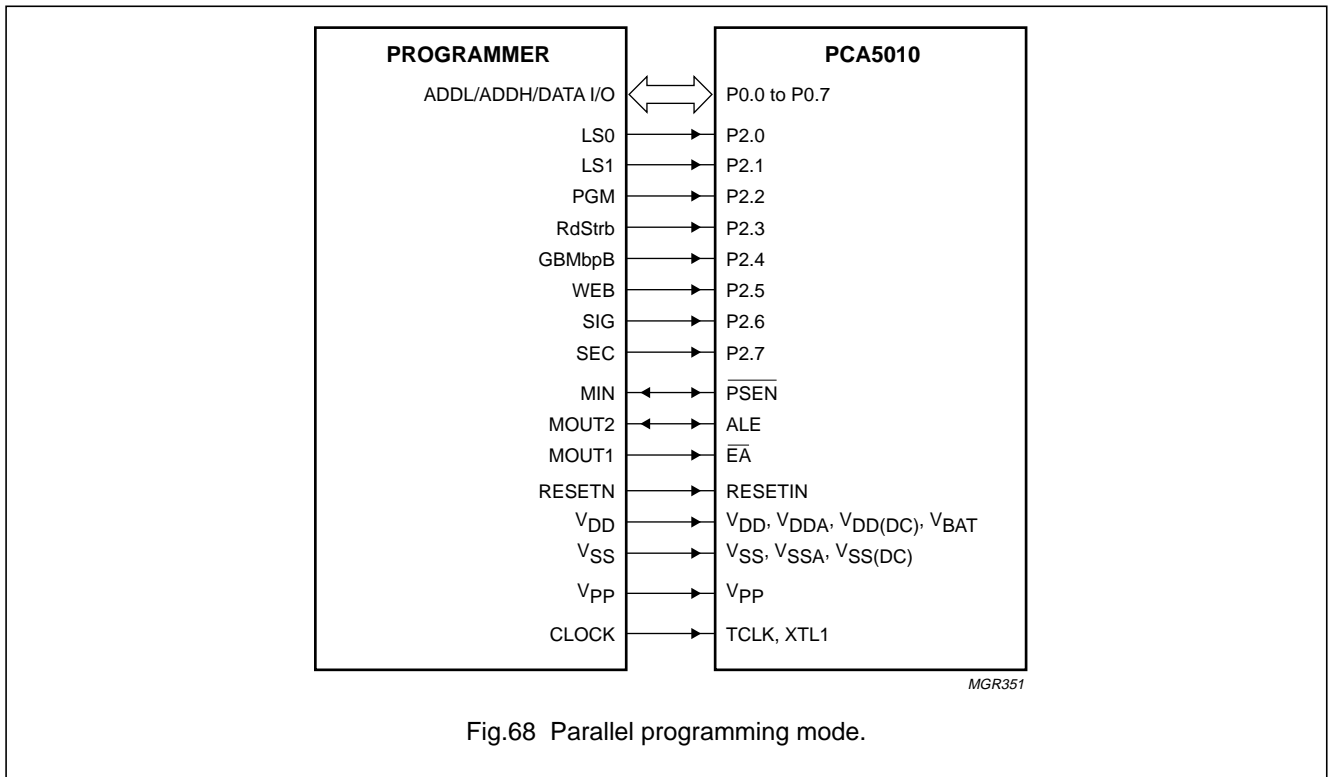 PROGRAMMER PCA5010
ADDL/ADDH/DATA I/O P0.0 to P0.7
LS0 P2.0
LS1 P2.1
PGM P2.2
RdStrb P2.3
GBMbpB P2.4
WEB P2.5
SIG P2.6
SEC P2.7
MIN PSEN
MOUT2 ALE
MOUT1 EA
RESETN RESETIN
VDD VDD, VDDA, VDD(DC), VBAT
VSS VSS, VSSA, VSS(DC)
VPP VPP
CLOCK TCLK, XTL1
MGR351
Fig.68 Parallel programming mode.